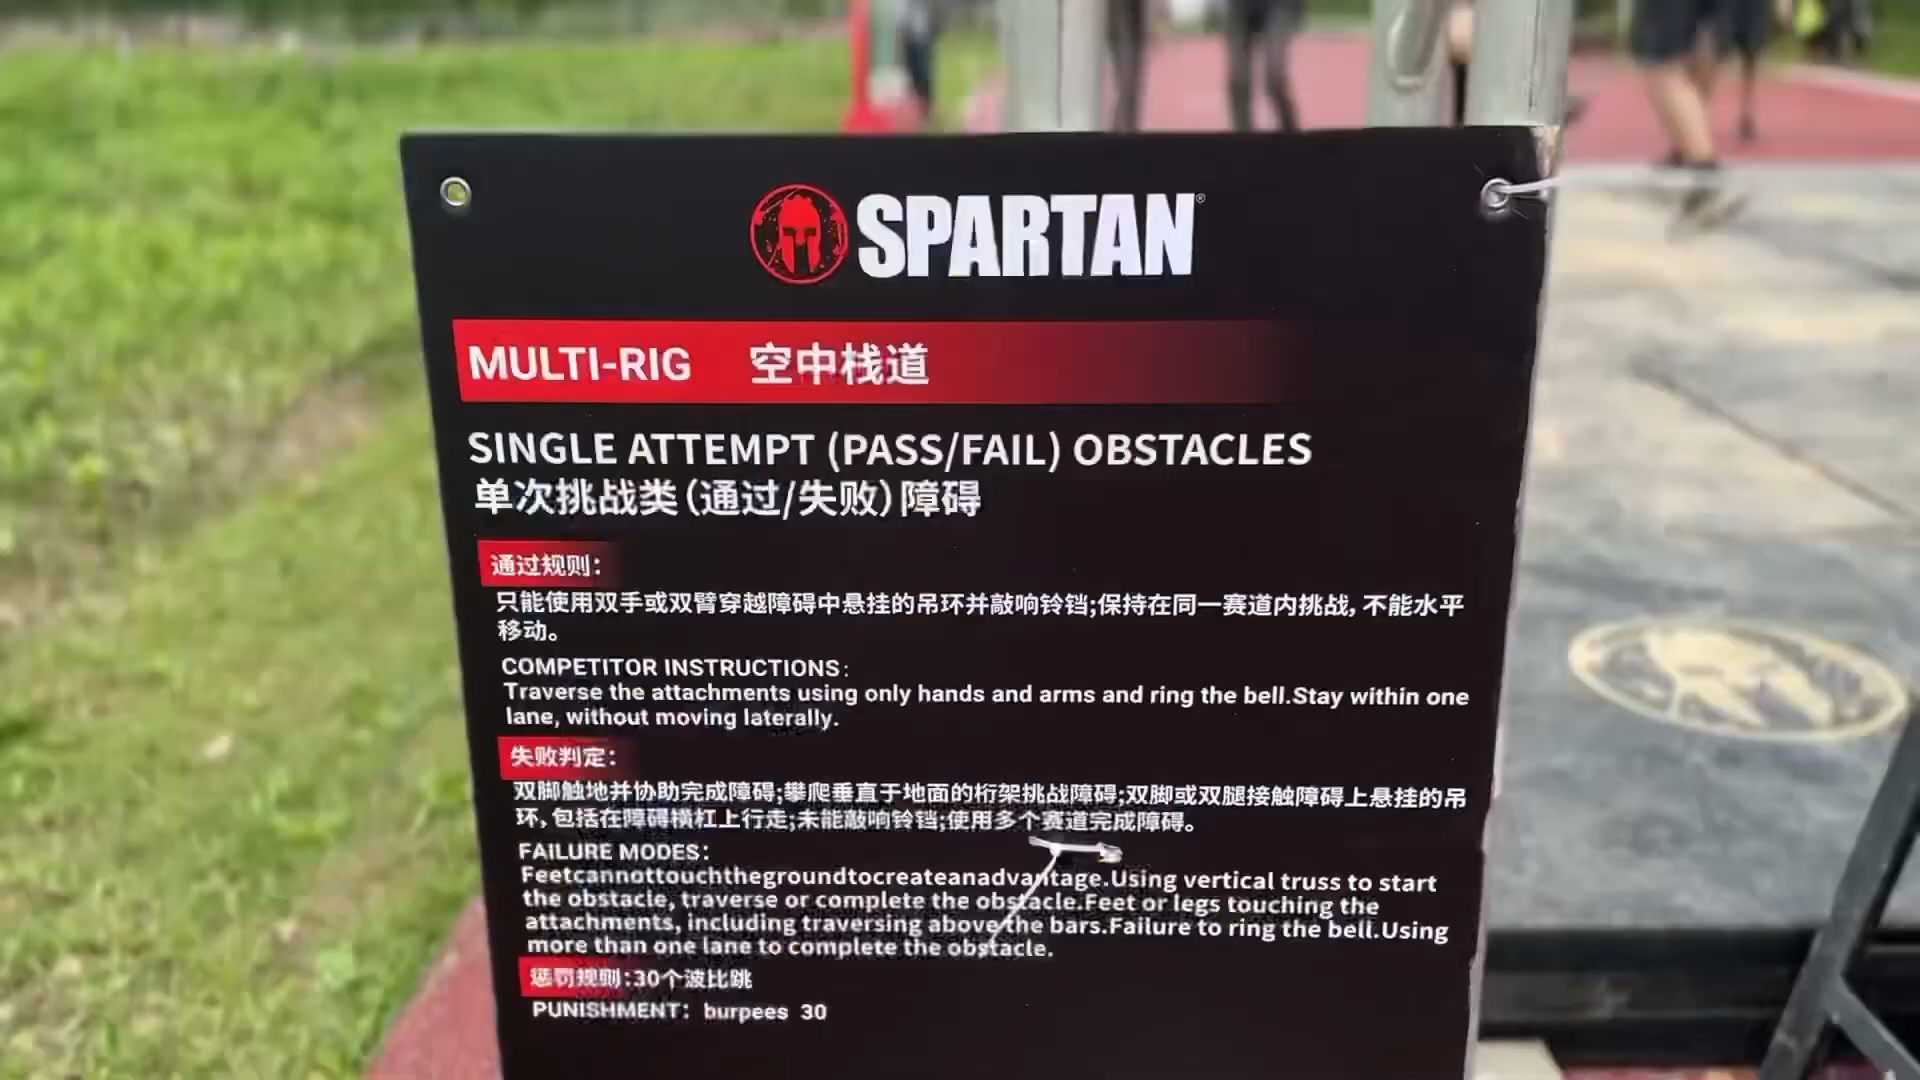 SPARTAN®
MULTI-RIG 空中栈道
SINGLE ATTEMPT (PASS/FAIL) OBSTACLES
单次挑战类(通过/失败)障碍
通过规则:
只能使用双手或双臂穿越障碍中悬挂的吊环并敲响铃铛;保持在同一赛道内挑战,不能水平
移动。
COMPETITOR INSTRUCTIONS:
Traverse the attachments using only hands and arms and ring the bell.Stay within one
lane, without moving laterally.
失败判定:
双脚触地并协助完成障碍;攀爬垂直于地面的桁架挑战障碍;双脚或双腿接触障碍上悬挂的吊
环,包括在障碍横杠上行走;未能敲响铃铛;使用多个赛道完成障碍。
FAILURE MODES:
Feetcannottouchthegroundtocreateanadvantage.Using vertical truss to start
the obstacle, traverse or complete the obstacle.Feet or legs touching the
attachments, including traversing above the bars.Failure to ring the bell.Using
more than one lane to complete the obstacle.
惩罚规则:30个波比跳
PUNISHMENT: burpees 30